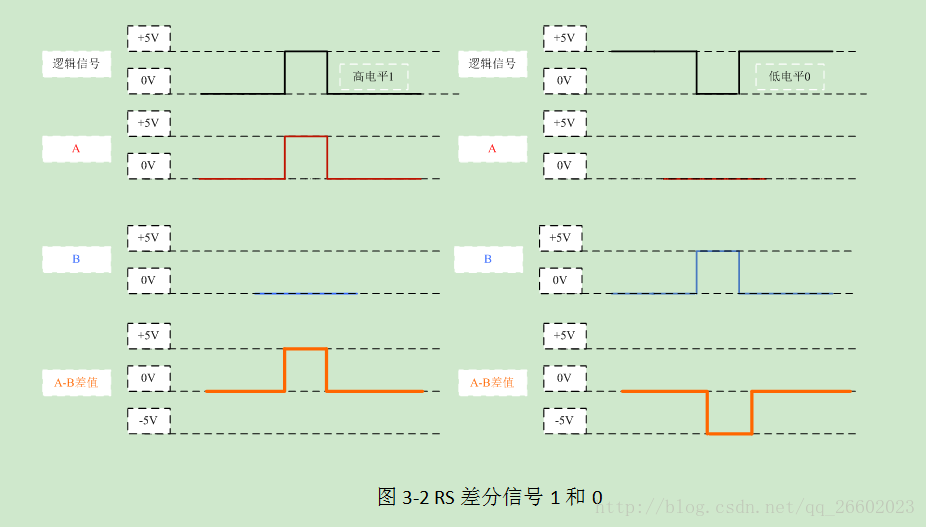 +5V
逻辑信号
0V
高电平1
+5V
A
0V
+5V
B
0V
+5V
A-B差值
0V
-5V
+5V
逻辑信号
0V
低电平0
+5V
A
0V
+5V
B
0V
+5V
A-B差值
0V
-5V
图 3-2 RS 差分信号 1 和 0
http://blog.csdn.net/qq_26602023